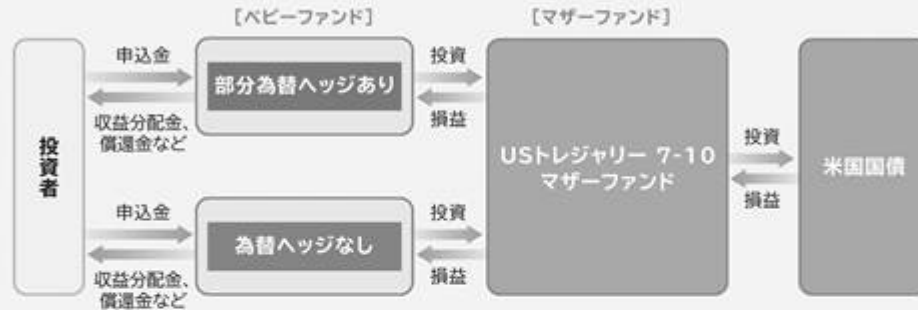 [ベビーファンド]
[マザーファンド]
投資者
申込金
収益分配金、
償還金など
部分為替ヘッジあり
投資
損益
申込金
収益分配金、
償還金など
為替ヘッジなし
投資
損益
USトレジャリー 7-10
マザーファンド
投資
損益
米国国債